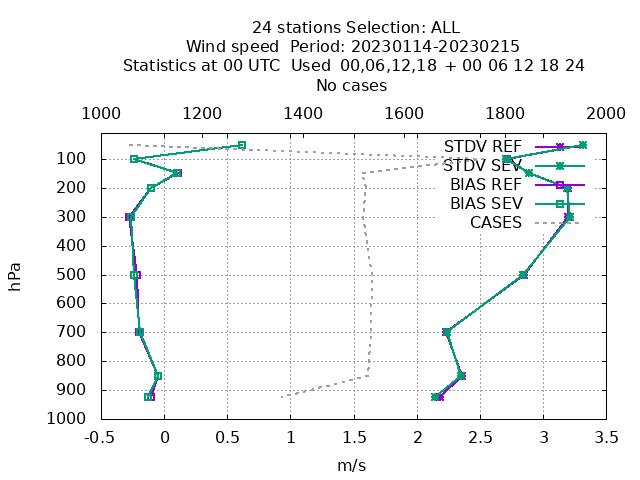 24 stations Selection: ALL
Wind speed  Period: 20230114-20230215
Statistics at 00 UTC  Used  00,06,12,18  + 00 06 12 18 24
No cases
1000 1200 1400 1600 1800 2000
STDV REF
STDV SEV
BIAS REF
BIAS SEV
CASES
100
200
300
400
500
600
700
800
900
1000
hPa
-0.5 0 0.5 1 1.5 2 2.5 3 3.5
m/s